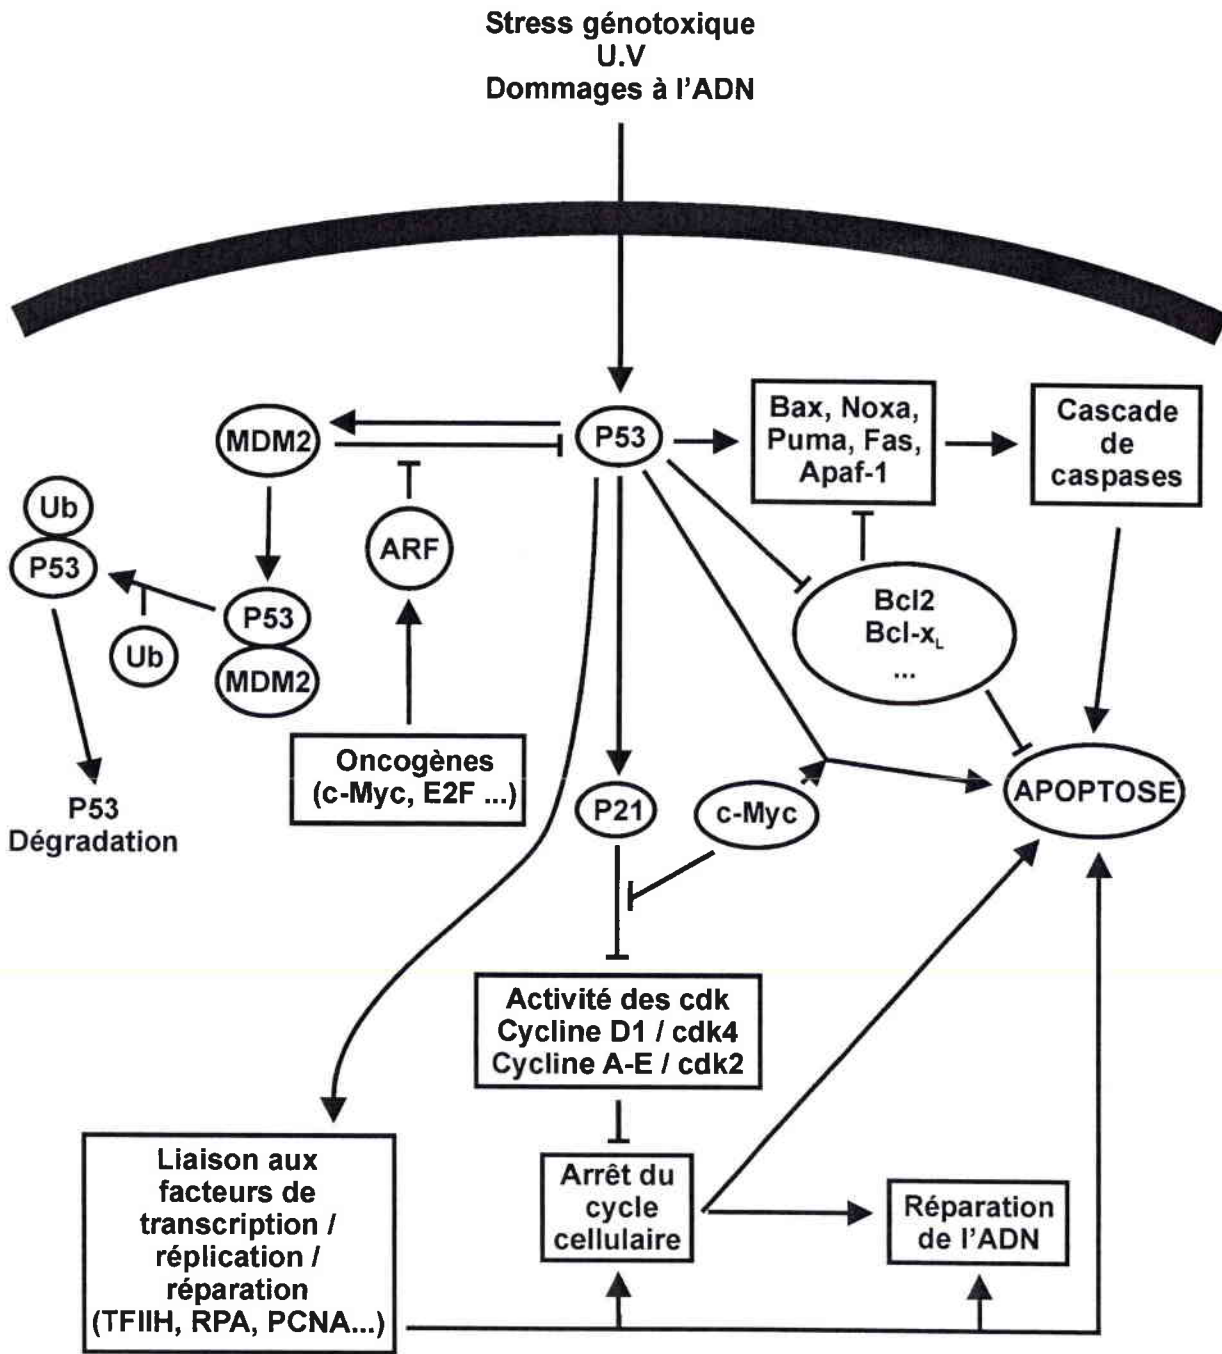 Stress génotoxique
U.V
Dommages à l'ADN
MDM2
P53
Bax, Noxa,
Puma, Fas,
Apaf-1
Cascade
de
caspases
Ub
P53
ARF
P53
MDM2
Ub
Bcl2
Bcl-xL
...
Oncogènes
(c-Myc, E2F ...)
P53
Dégradation
P21
c-Myc
APOPTOSE
Activité des cdk
Cycline D1 / cdk4
Cycline A-E / cdk2
Liaison aux
facteurs de
transcription /
réplication /
réparation
(TFIIH, RPA, PCNA...)
Arrêt du
cycle
cellulaire
Réparation
de l'ADN